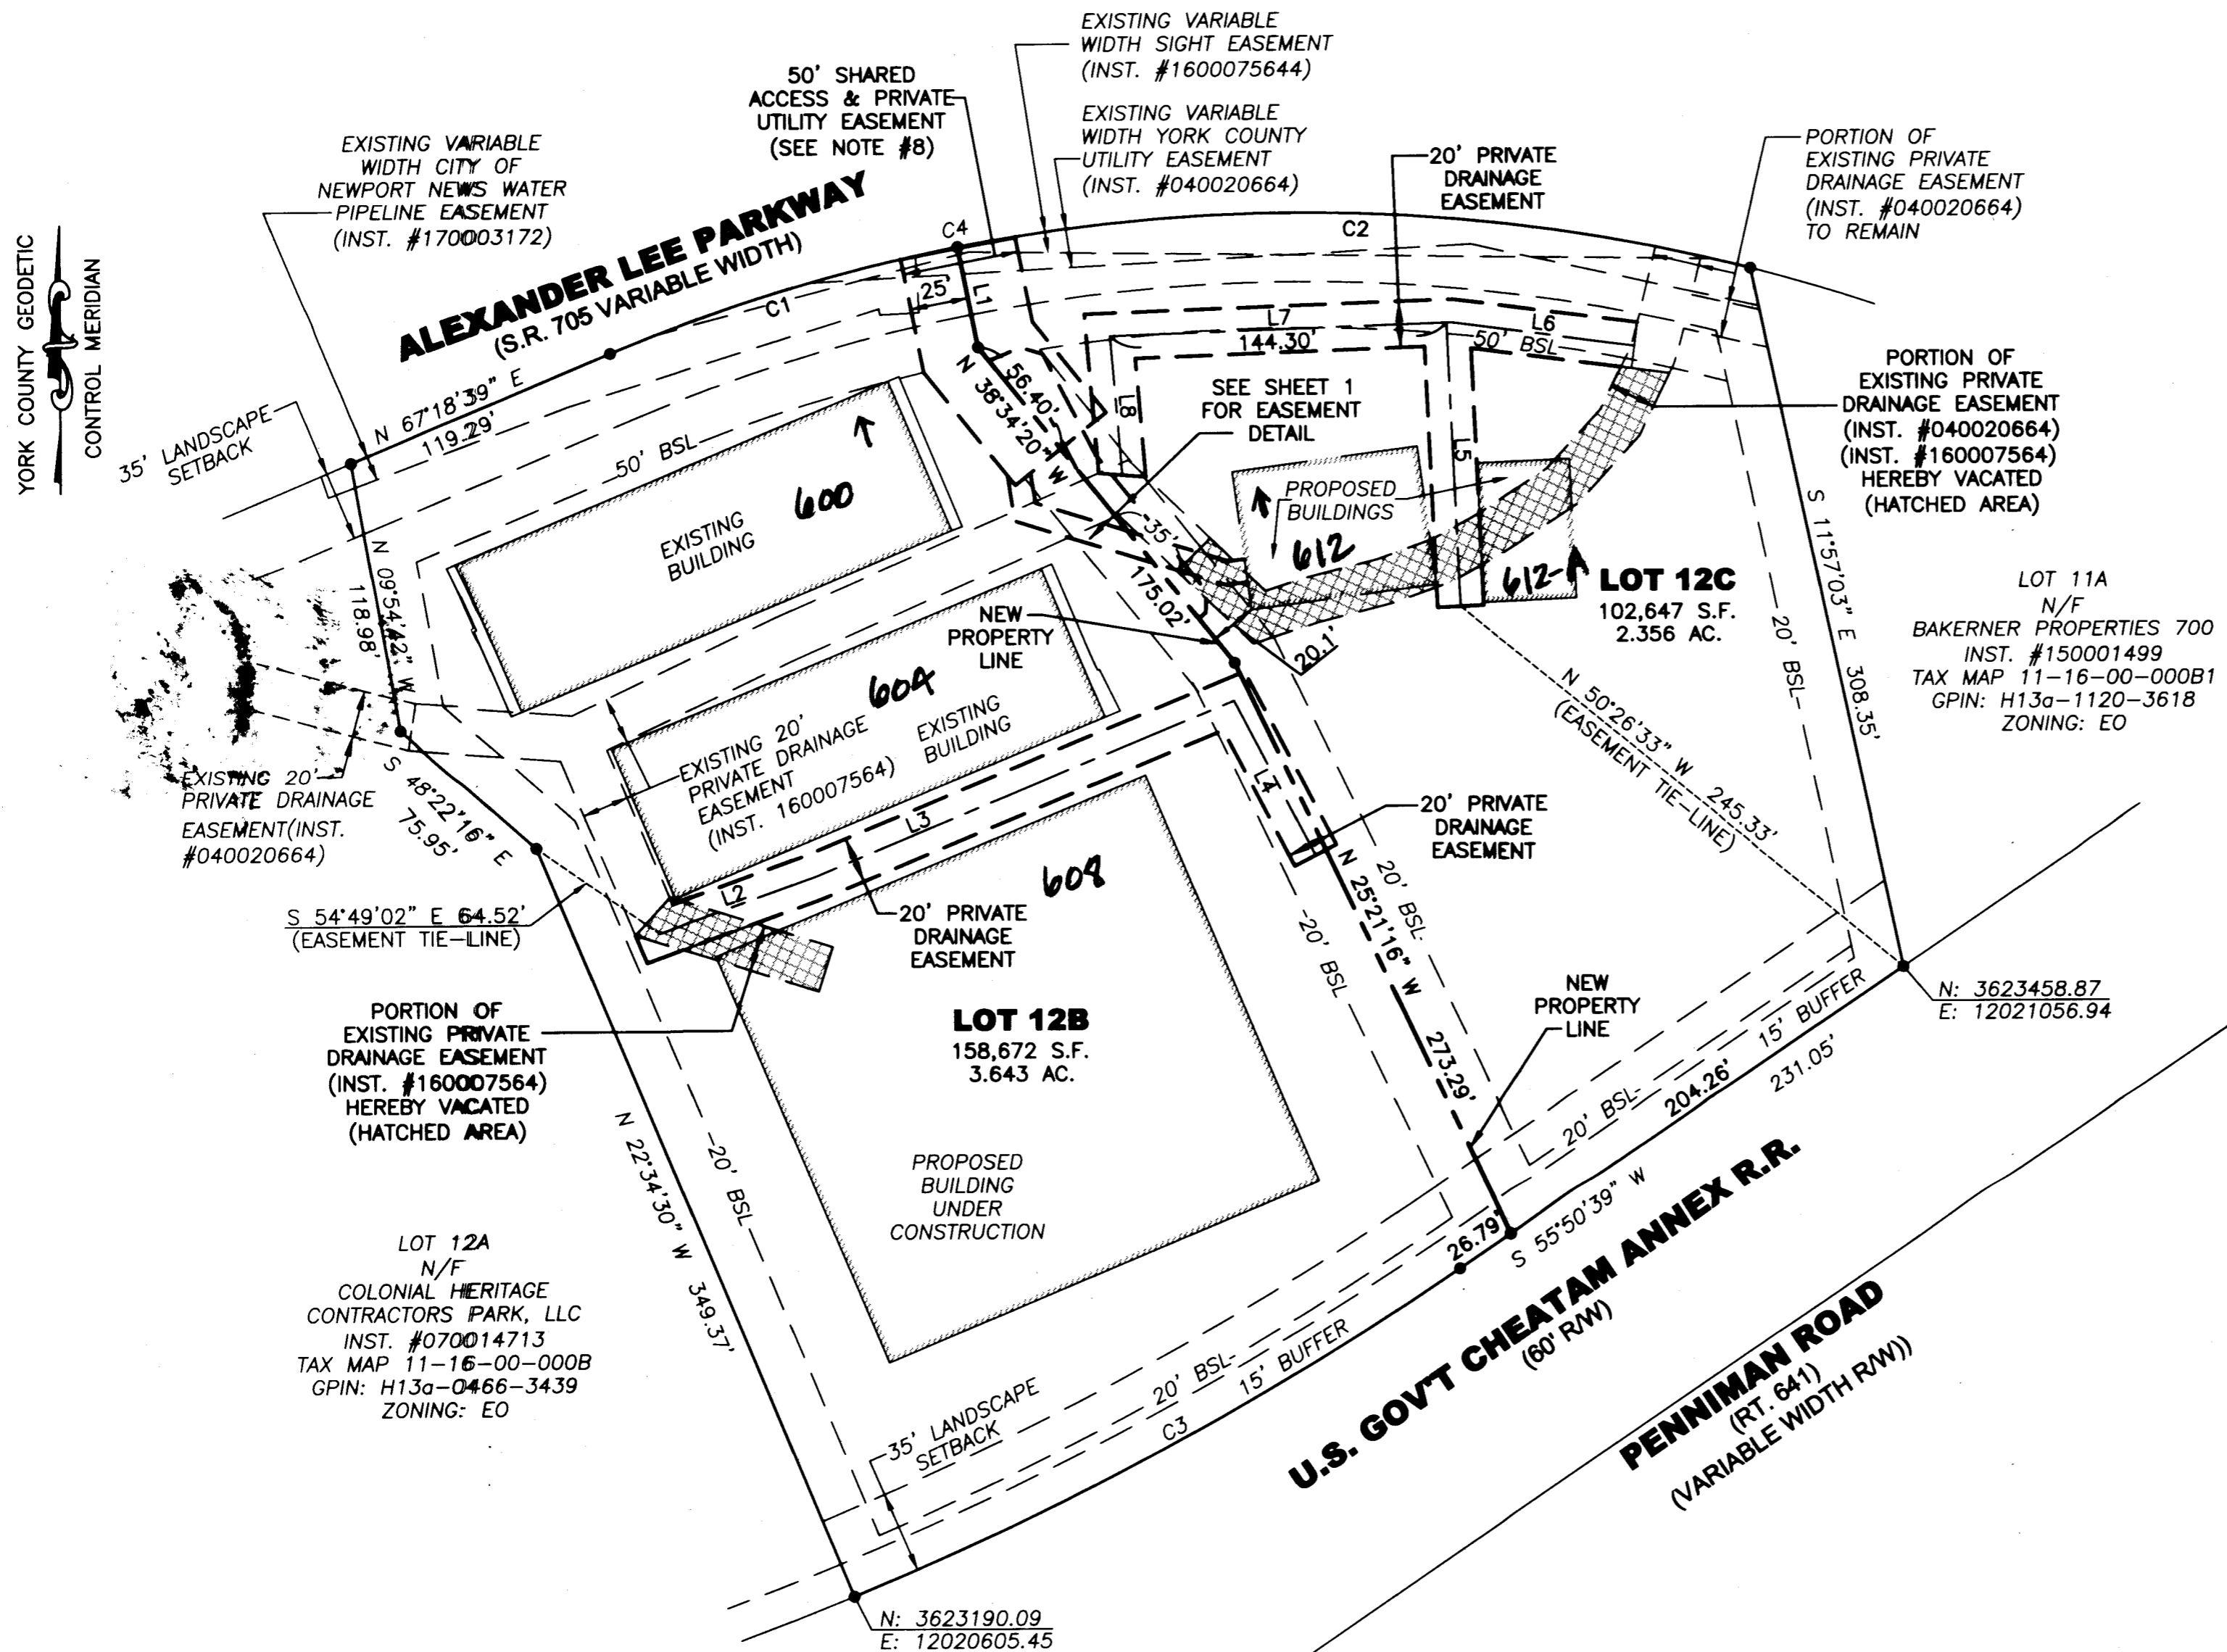 EXISTING VARIABLE
WIDTH SIGHT EASEMENT
(INST. #1600075644)
50' SHARED
ACCESS & PRIVATE
UTILITY EASEMENT
(SEE NOTE #8)
EXISTING VARIABLE
WIDTH YORK COUNTY
UTILITY EASEMENT
(INST. #040020664)
EXISTING VARIABLE
WIDTH CITY OF
NEWPORT NEWS WATER
PIPELINE EASEMENT
(INST. #170003172)
20' PRIVATE
DRAINAGE
EASEMENT
PORTION OF
EXISTING PRIVATE
DRAINAGE EASEMENT
(INST. #040020664)
TO REMAIN
YORK COUNTY GEODETIC
CONTROL MERIDIAN
ALEXANDER LEE PARKWAY
(S.R. 705 VARIABLE WIDTH)
C4
C2
C1
25'
L1
L7
144.30'
L6
50' BSL
35' LANDSCAPE
SETBACK
N 67°18'39" E
119.29'
50' BSL
N 38°34'20" W
56.40'
L8
SEE SHEET 1
FOR EASEMENT
DETAIL
L5
PORTION OF
EXISTING PRIVATE
DRAINAGE EASEMENT
(INST. #040020664)
(INST. #160007564)
HEREBY VACATED
(HATCHED AREA)
600
EXISTING
BUILDING
PROPOSED
BUILDINGS
612
612-A
35'
175.02'
20.1'
LOT 12C
102,647 S.F.
2.356 AC.
S 11°57'03" E 308.35'
20' BSL
LOT 11A
N/F
BAKERNER PROPERTIES 700
INST. #150001499
TAX MAP 11-16-00-000B1
GPIN: H13a-1120-3618
ZONING: EO
N 09°54'42" W
118.98'
NEW
PROPERTY
LINE
604
EXISTING
BUILDING
EXISTING 20'
PRIVATE DRAINAGE
EASEMENT
(INST. 160007564)
N 50°26'33" W 245.33'
(EASEMENT TIE-LINE)
EXISTING 20'
PRIVATE DRAINAGE
EASEMENT(INST.
#040020664)
S 48°22'16" E
75.95'
L4
L3
L2
20' PRIVATE
DRAINAGE
EASEMENT
608
S 54°49'02" E 64.52'
(EASEMENT TIE-LINE)
20' PRIVATE
DRAINAGE
EASEMENT
20' BSL
20' BSL
N 25°21'16" W 273.29'
NEW
PROPERTY
LINE
N: 3623458.87
E: 12021056.94
PORTION OF
EXISTING PRIVATE
DRAINAGE EASEMENT
(INST. #160007564)
HEREBY VACATED
(HATCHED AREA)
LOT 12B
158,672 S.F.
3.643 AC.
20' BSL
15' BUFFER
204.26'
231.05'
N 22°34'30" W 349.37'
20' BSL
PROPOSED
BUILDING
UNDER
CONSTRUCTION
26.79'
S 55°50'39" W
U.S. GOV'T CHEATAM ANNEX R.R.
(60' R/W)
PENNIMAN ROAD
(RT. 641)
(VARIABLE WIDTH R/W))
LOT 12A
N/F
COLONIAL HERITAGE
CONTRACTORS PARK, LLC
INST. #070014713
TAX MAP 11-16-00-000B
GPIN: H13a-0466-3439
ZONING: EO
35' LANDSCAPE
SETBACK
20' BSL
15' BUFFER
C3
N: 3623190.09
E: 12020605.45